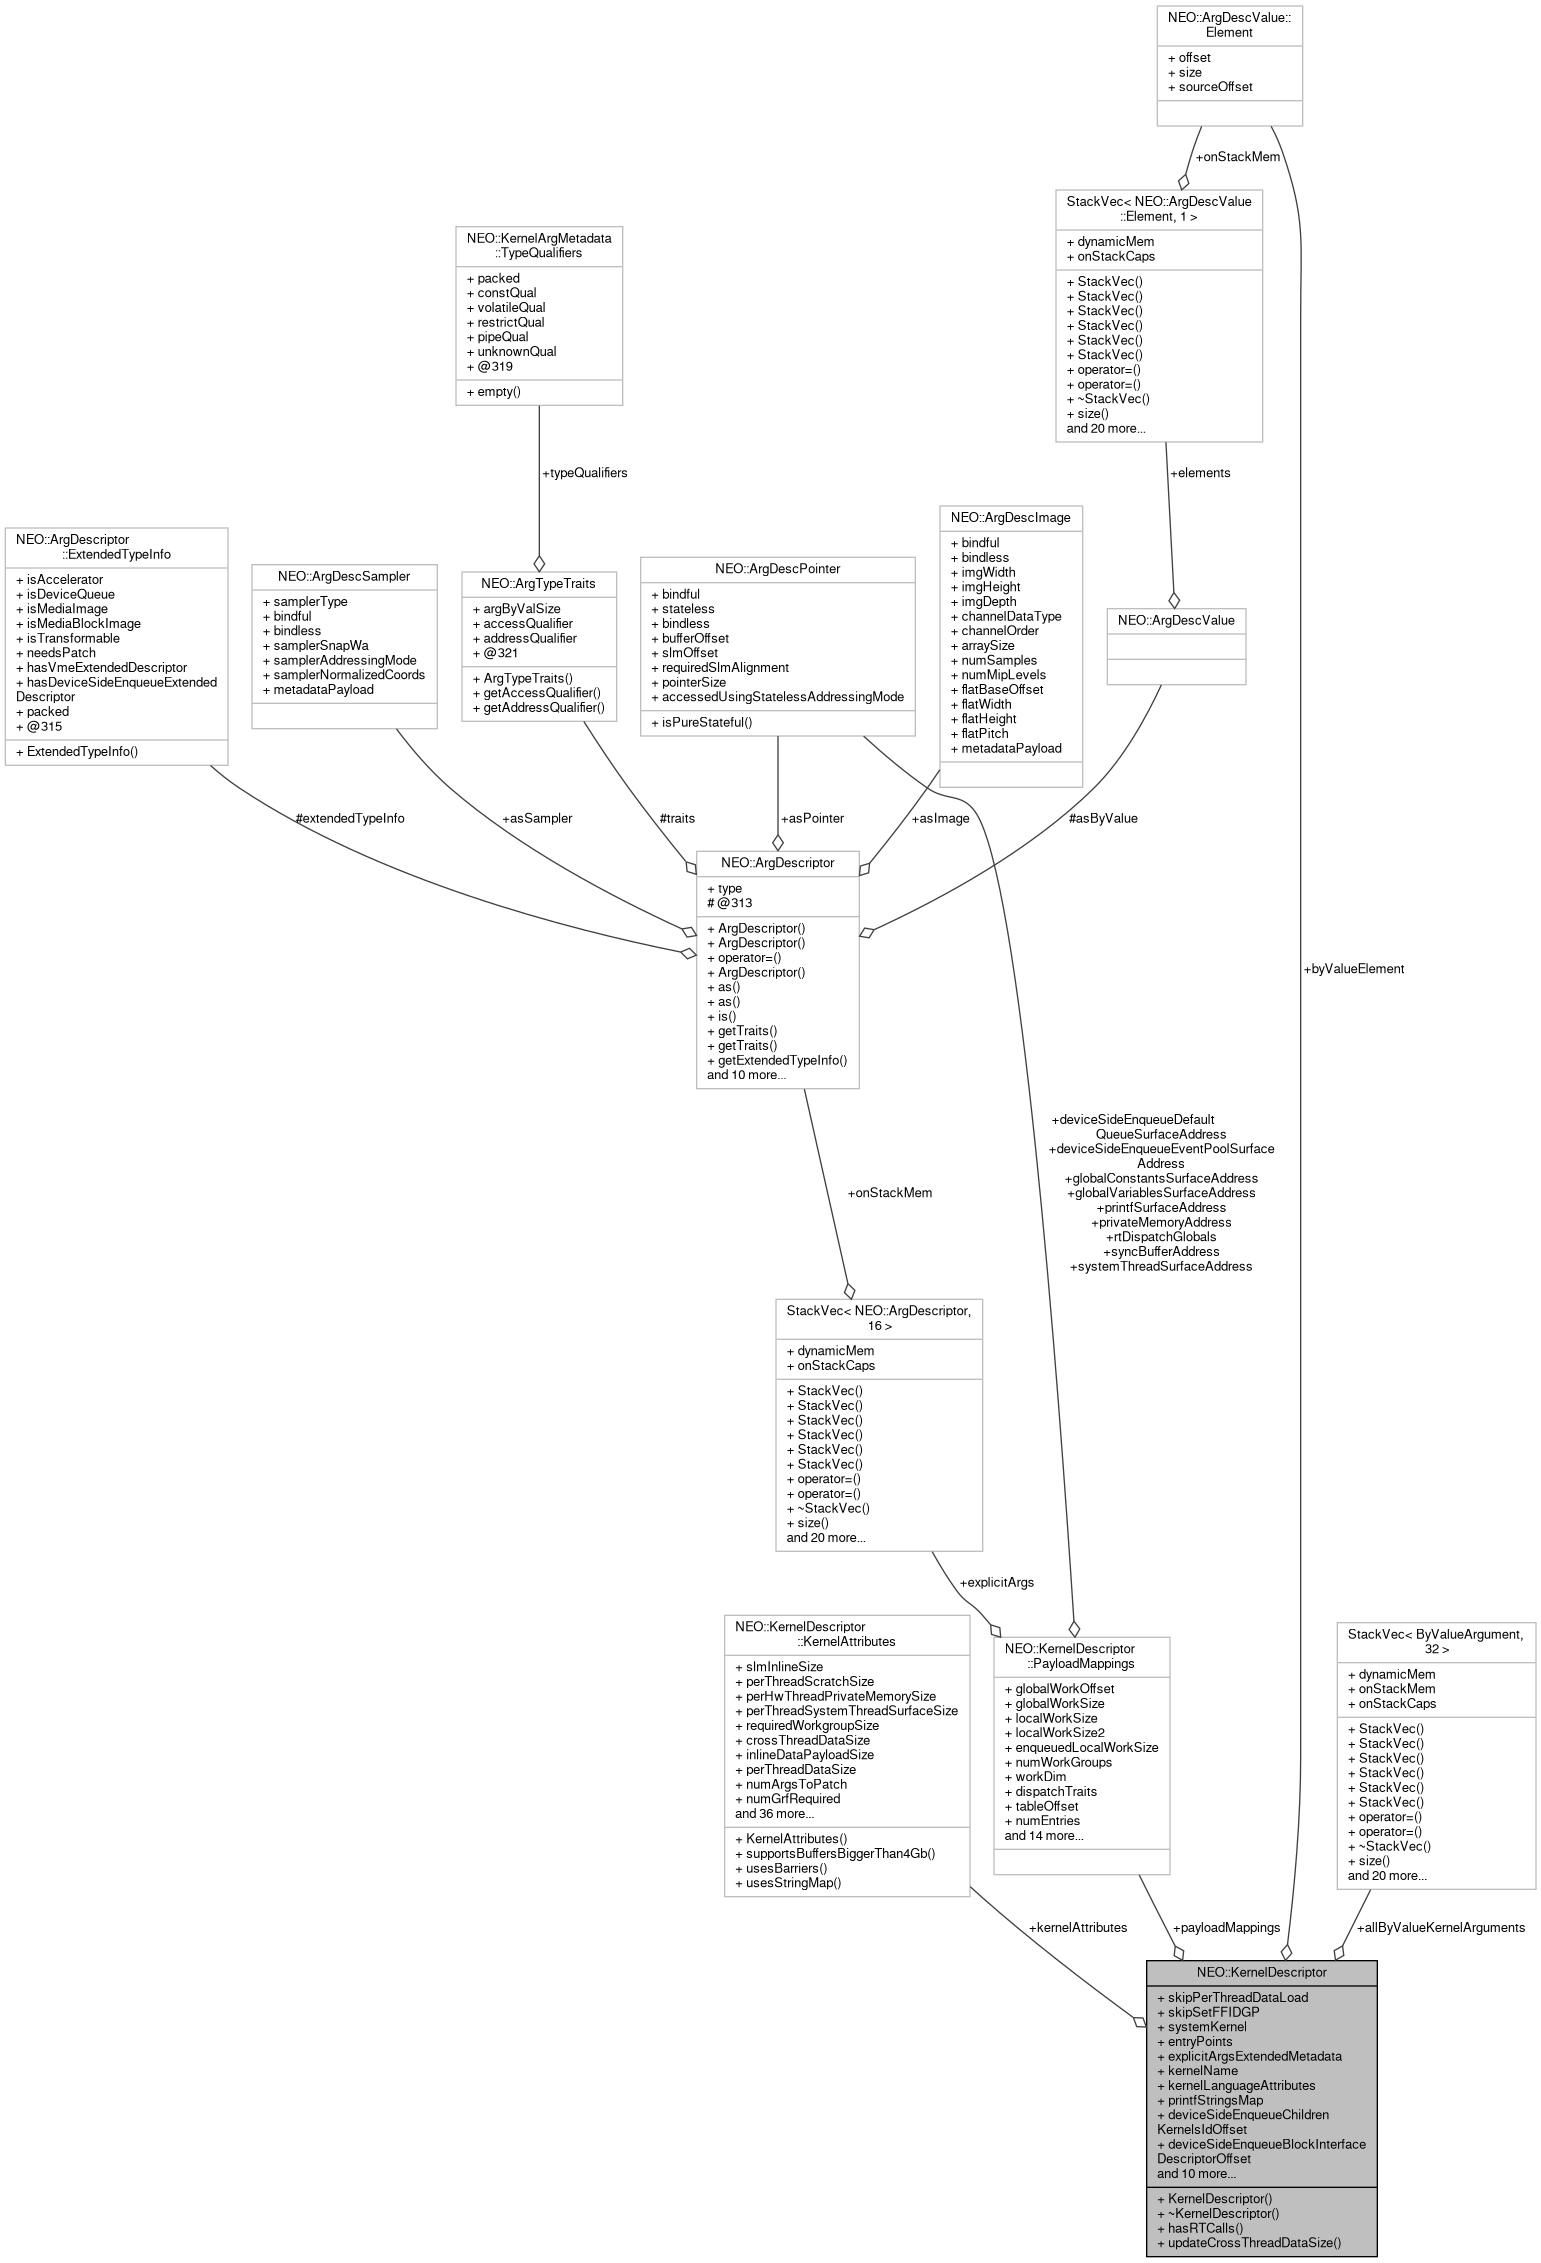 NEO::ArgDescValue::
Element
+ offset
+ size
+ sourceOffset
+onStackMem
StackVec< NEO::ArgDescValue
::Element, 1 >
+ dynamicMem
+ onStackCaps
+ StackVec()
+ StackVec()
+ StackVec()
+ StackVec()
+ StackVec()
+ StackVec()
+ operator=()
+ operator=()
+ ~StackVec()
+ size()
and 20 more...
NEO::KernelArgMetadata
::TypeQualifiers
+ packed
+ constQual
+ volatileQual
+ restrictQual
+ pipeQual
+ unknownQual
+ @319
+ empty()
+typeQualifiers
+elements
NEO::ArgDescriptor
::ExtendedTypeInfo
+ isAccelerator
+ isDeviceQueue
+ isMediaImage
+ isMediaBlockImage
+ isTransformable
+ needsPatch
+ hasVmeExtendedDescriptor
+ hasDeviceSideEnqueueExtended
Descriptor
+ packed
+ @315
+ ExtendedTypeInfo()
NEO::ArgDescSampler
+ samplerType
+ bindful
+ bindless
+ samplerSnapWa
+ samplerAddressingMode
+ samplerNormalizedCoords
+ metadataPayload
NEO::ArgTypeTraits
+ argByValSize
+ accessQualifier
+ addressQualifier
+ @321
+ ArgTypeTraits()
+ getAccessQualifier()
+ getAddressQualifier()
NEO::ArgDescPointer
+ bindful
+ stateless
+ bindless
+ bufferOffset
+ slmOffset
+ requiredSlmAlignment
+ pointerSize
+ accessedUsingStatelessAddressingMode
+ isPureStateful()
NEO::ArgDescImage
+ bindful
+ bindless
+ imgWidth
+ imgHeight
+ imgDepth
+ channelDataType
+ channelOrder
+ arraySize
+ numSamples
+ numMipLevels
+ flatBaseOffset
+ flatWidth
+ flatHeight
+ flatPitch
+ metadataPayload
NEO::ArgDescValue
#extendedTypeInfo
+asSampler
#traits
+asPointer
+asImage
#asByValue
NEO::ArgDescriptor
+ type
# @313
+ ArgDescriptor()
+ ArgDescriptor()
+ operator=()
+ ArgDescriptor()
+ as()
+ as()
+ is()
+ getTraits()
+ getTraits()
+ getExtendedTypeInfo()
and 10 more...
+byValueElement
+onStackMem
+deviceSideEnqueueDefault
QueueSurfaceAddress
+deviceSideEnqueueEventPoolSurface
Address
+globalConstantsSurfaceAddress
+globalVariablesSurfaceAddress
+printfSurfaceAddress
+privateMemoryAddress
+rtDispatchGlobals
+syncBufferAddress
+systemThreadSurfaceAddress
StackVec< NEO::ArgDescriptor,
16 >
+ dynamicMem
+ onStackCaps
+ StackVec()
+ StackVec()
+ StackVec()
+ StackVec()
+ StackVec()
+ StackVec()
+ operator=()
+ operator=()
+ ~StackVec()
+ size()
and 20 more...
+explicitArgs
NEO::KernelDescriptor
::KernelAttributes
+ slmInlineSize
+ perThreadScratchSize
+ perHwThreadPrivateMemorySize
+ perThreadSystemThreadSurfaceSize
+ requiredWorkgroupSize
+ crossThreadDataSize
+ inlineDataPayloadSize
+ perThreadDataSize
+ numArgsToPatch
+ numGrfRequired
and 36 more...
+ KernelAttributes()
+ supportsBuffersBiggerThan4Gb()
+ usesBarriers()
+ usesStringMap()
NEO::KernelDescriptor
::PayloadMappings
+ globalWorkOffset
+ globalWorkSize
+ localWorkSize
+ localWorkSize2
+ enqueuedLocalWorkSize
+ numWorkGroups
+ workDim
+ dispatchTraits
+ tableOffset
+ numEntries
and 14 more...
StackVec< ByValueArgument,
32 >
+ dynamicMem
+ onStackMem
+ onStackCaps
+ StackVec()
+ StackVec()
+ StackVec()
+ StackVec()
+ StackVec()
+ StackVec()
+ operator=()
+ operator=()
+ ~StackVec()
+ size()
and 20 more...
+kernelAttributes
+payloadMappings
+allByValueKernelArguments
NEO::KernelDescriptor
+ skipPerThreadDataLoad
+ skipSetFFIDGP
+ systemKernel
+ entryPoints
+ explicitArgsExtendedMetadata
+ kernelName
+ kernelLanguageAttributes
+ printfStringsMap
+ deviceSideEnqueueChildren
KernelsIdOffset
+ deviceSideEnqueueBlockInterface
DescriptorOffset
and 10 more...
+ KernelDescriptor()
+ ~KernelDescriptor()
+ hasRTCalls()
+ updateCrossThreadDataSize()